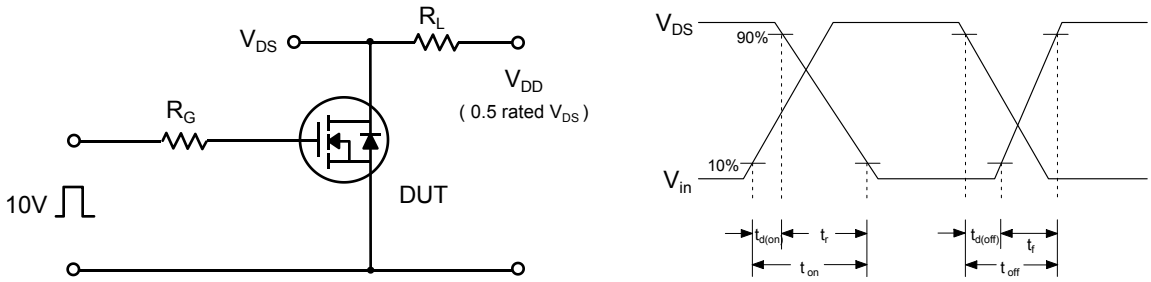 V_DS
R_L
V_DD
( 0.5 rated V_DS )
R_G
10V
DUT
V_DS
90%
10%
V_in
t_d(on)
t_r
t_on
t_d(off)
t_f
t_off